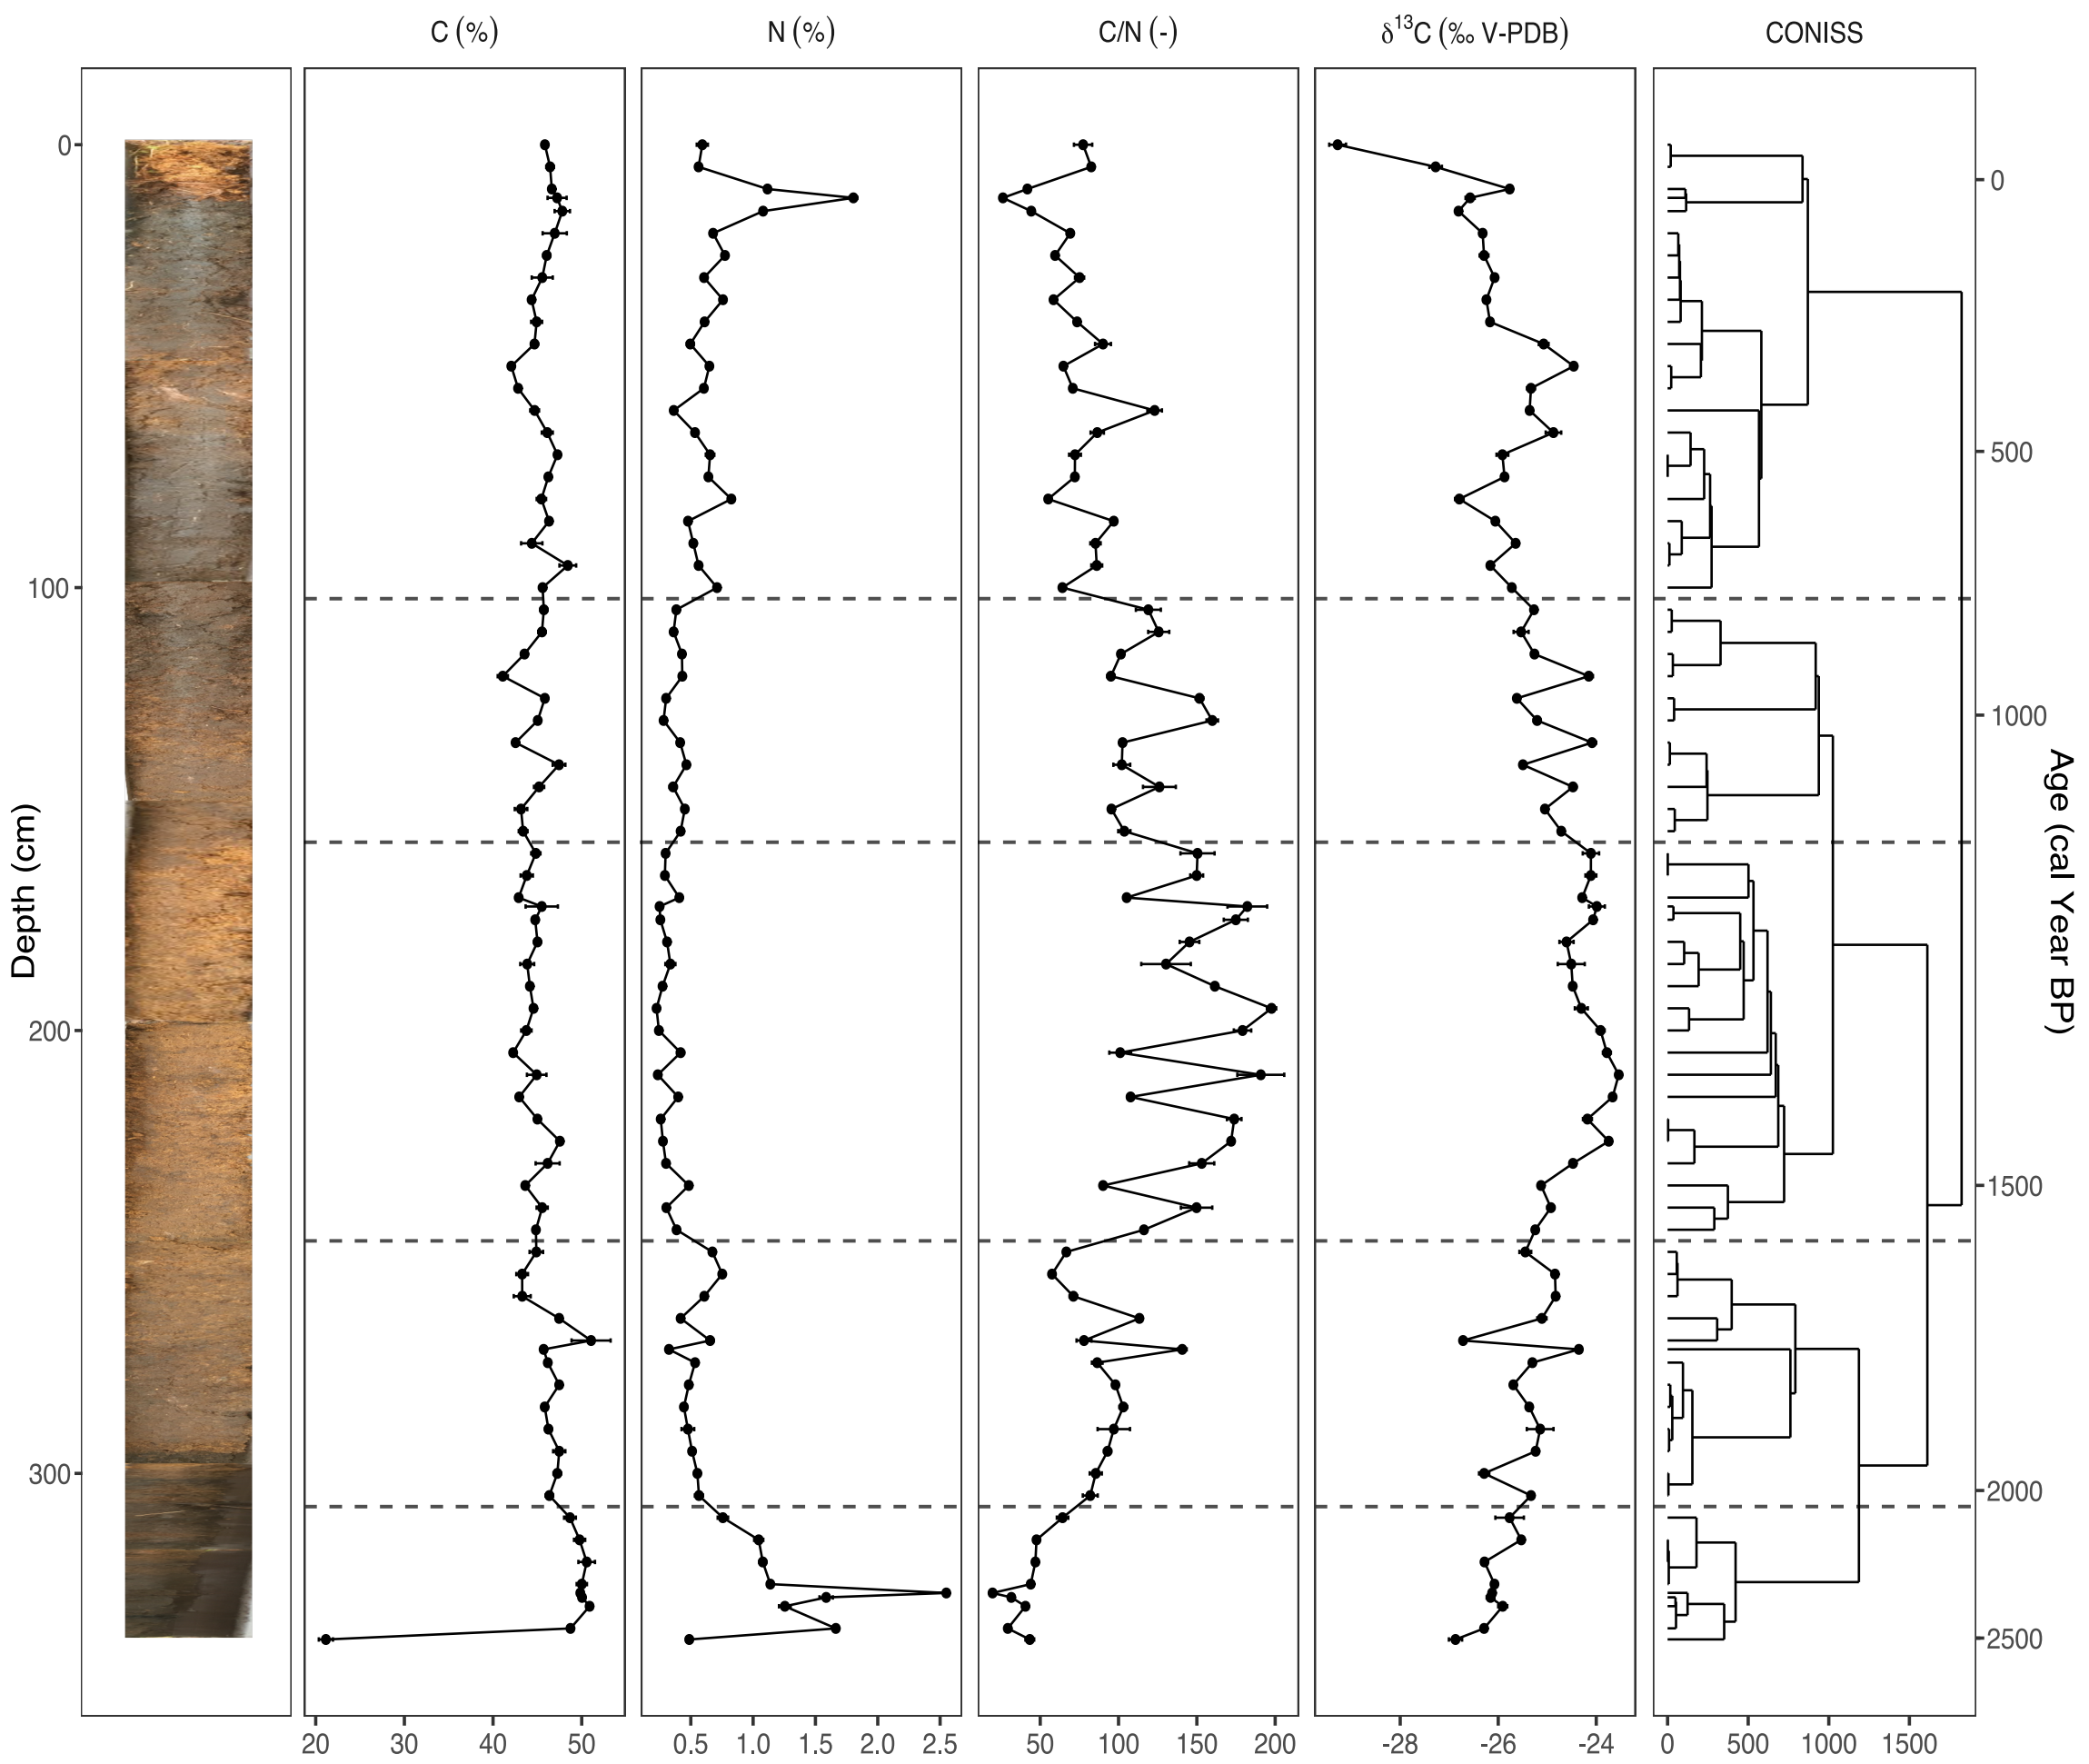 C (%)
N (%)
C/N (-)
δ¹³C (‰ V-PDB)
CONISS
Depth (cm)
0
100
200
300
20 30 40 50
0.5 1.0 1.5 2.0 2.5
50 100 150 200
-28 -26 -24
0 500 1000 1500
0
500
1000
1500
2000
2500
Age (cal Year BP)